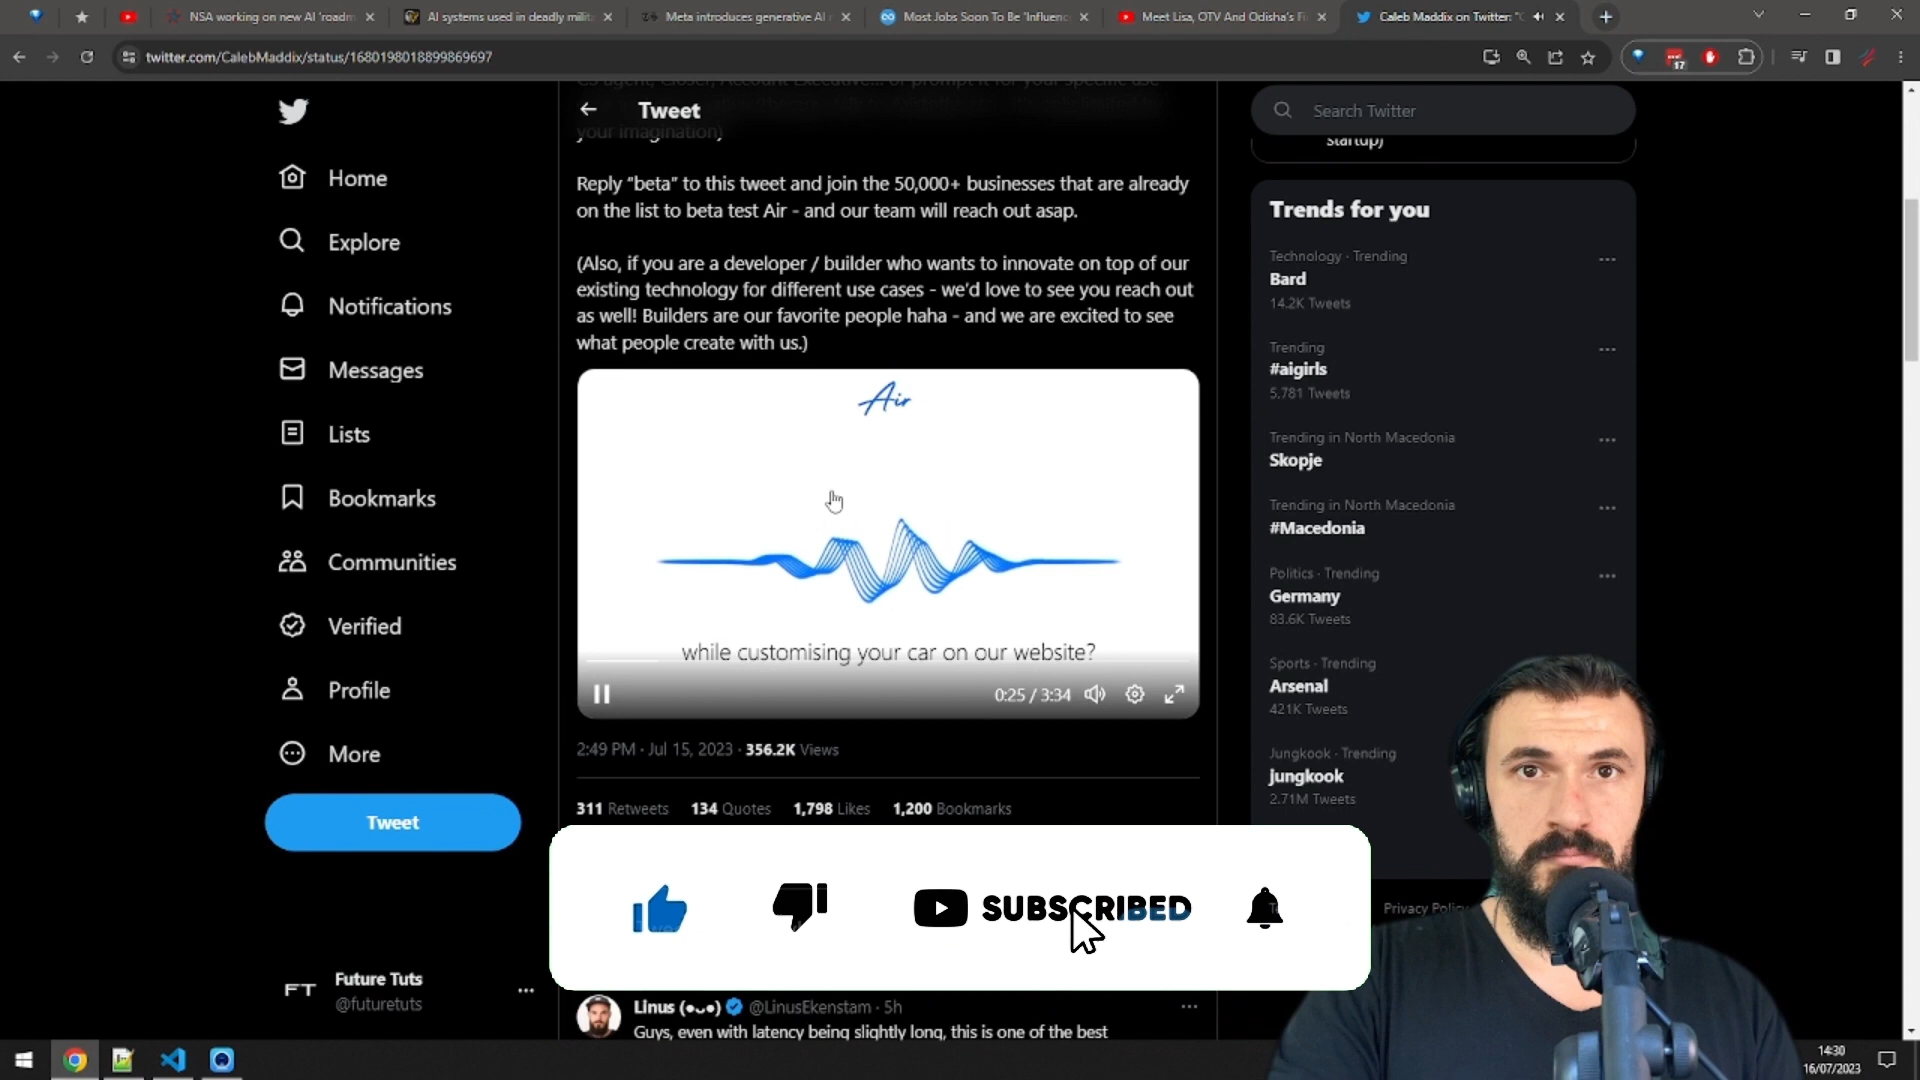 NSA working on new AI 'roadm
AI systems used in deadly milit
Meta introduces generative AI
Most Jobs Soon To Be 'Influenc
Meet Lisa, OTV And Odisha's Fi
Caleb Maddix on Twitter: "
twitter.com/CalebMaddix/status/1680198018899869697
17
Tweet
your imagination)
Reply "beta" to this tweet and join the 50,000+ businesses that are already
on the list to beta test Air - and our team will reach out asap.
(Also, if you are a developer / builder who wants to innovate on top of our
existing technology for different use cases - we'd love to see you reach out
as well! Builders are our favorite people haha - and we are excited to see
what people create with us.)
Air
while customising your car on our website?
0:25 / 3:34
2:49 PM · Jul 15, 2023 · 356.2K Views
311 Retweets 134 Quotes 1,798 Likes 1,200 Bookmarks
SUBSCRIBED
Linus (•ᴗ•) @LinusEkenstam · 5h
Guys, even with latency being slightly long, this is one of the best
Home
Explore
Notifications
Messages
Lists
Bookmarks
Communities
Verified
Profile
More
Tweet
FT
Future Tuts
@futuretuts
Search Twitter
startup)
Trends for you
Technology · Trending
Bard
14.2K Tweets
Trending
#aigirls
5,781 Tweets
Trending in North Macedonia
Skopje
Trending in North Macedonia
#Macedonia
Politics · Trending
Germany
83.6K Tweets
Sports · Trending
Arsenal
421K Tweets
Jungkook · Trending
jungkook
2.71M Tweets
Privacy Policy
14:30
16/07/2023